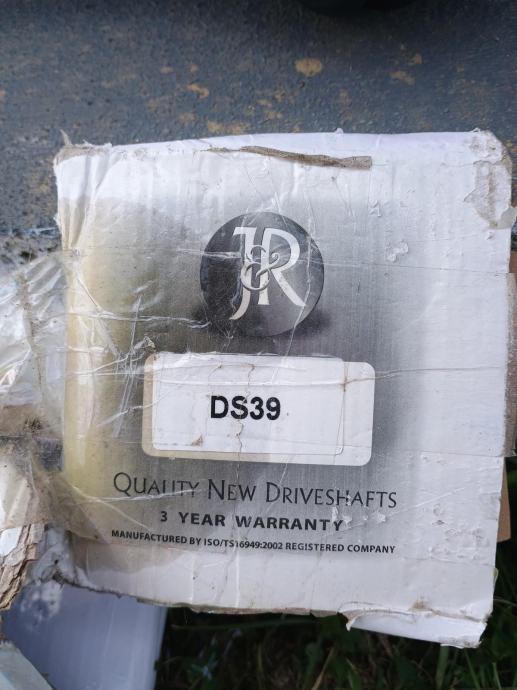 J&R
DS39
QUALITY NEW DRIVESHAFTS
3 YEAR WARRANTY
MANUFACTURED BY ISO/TS16949:2002 REGISTERED COMPANY